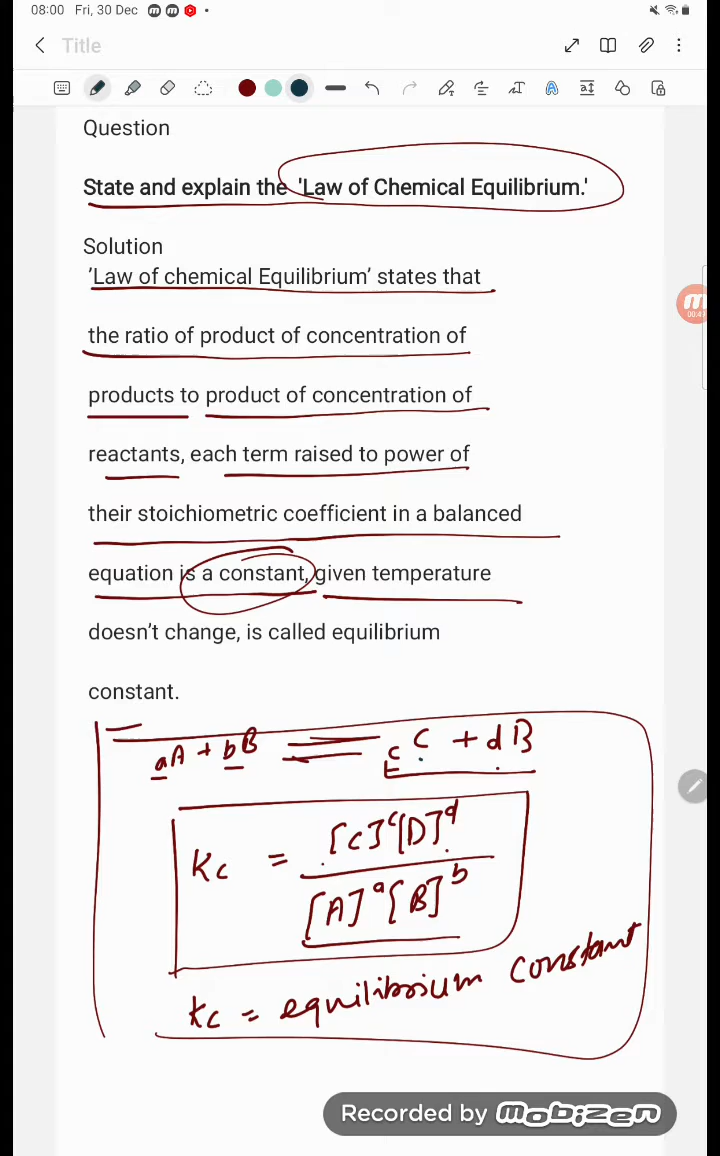 08:00 Fri, 30 Dec
Title
Question
State and explain the 'Law of Chemical Equilibrium.'
Solution
’Law of chemical Equilibrium’ states that
the ratio of product of concentration of
products to product of concentration of
reactants, each term raised to power of
their stoichiometric coefficient in a balanced
equation is a constant, given temperature
doesn’t change, is called equilibrium
constant.
aA + bB ⇌ cC + dB
Kc = [C]ᶜ[D]ᵈ
[A]ᵃ[B]ᵇ
Kc = equilibrium constant
Recorded by mobizen